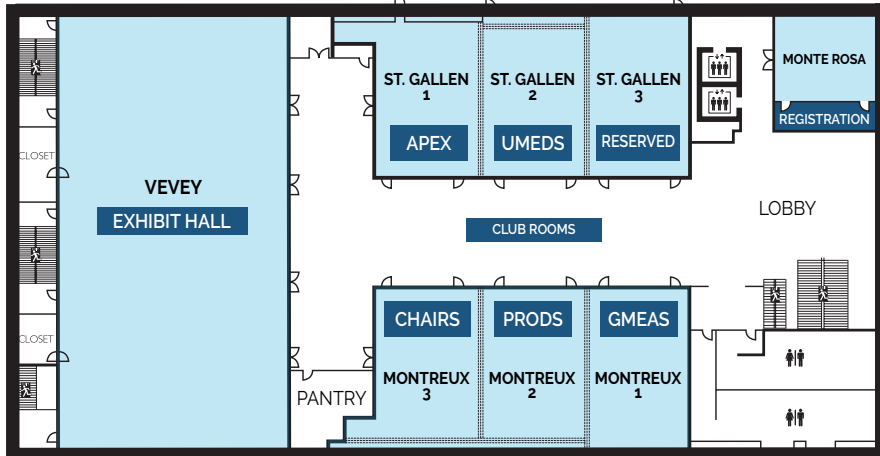 ST. GALLEN
1
APEX
ST. GALLEN
2
UMEDS
ST. GALLEN
3
RESERVED
MONTE ROSA
REGISTRATION
CLOSET
VEVEY
EXHIBIT HALL
CLUB ROOMS
LOBBY
CLOSET
CHAIRS
MONTREUX
3
PRODS
MONTREUX
2
GMEAS
MONTREUX
1
PANTRY